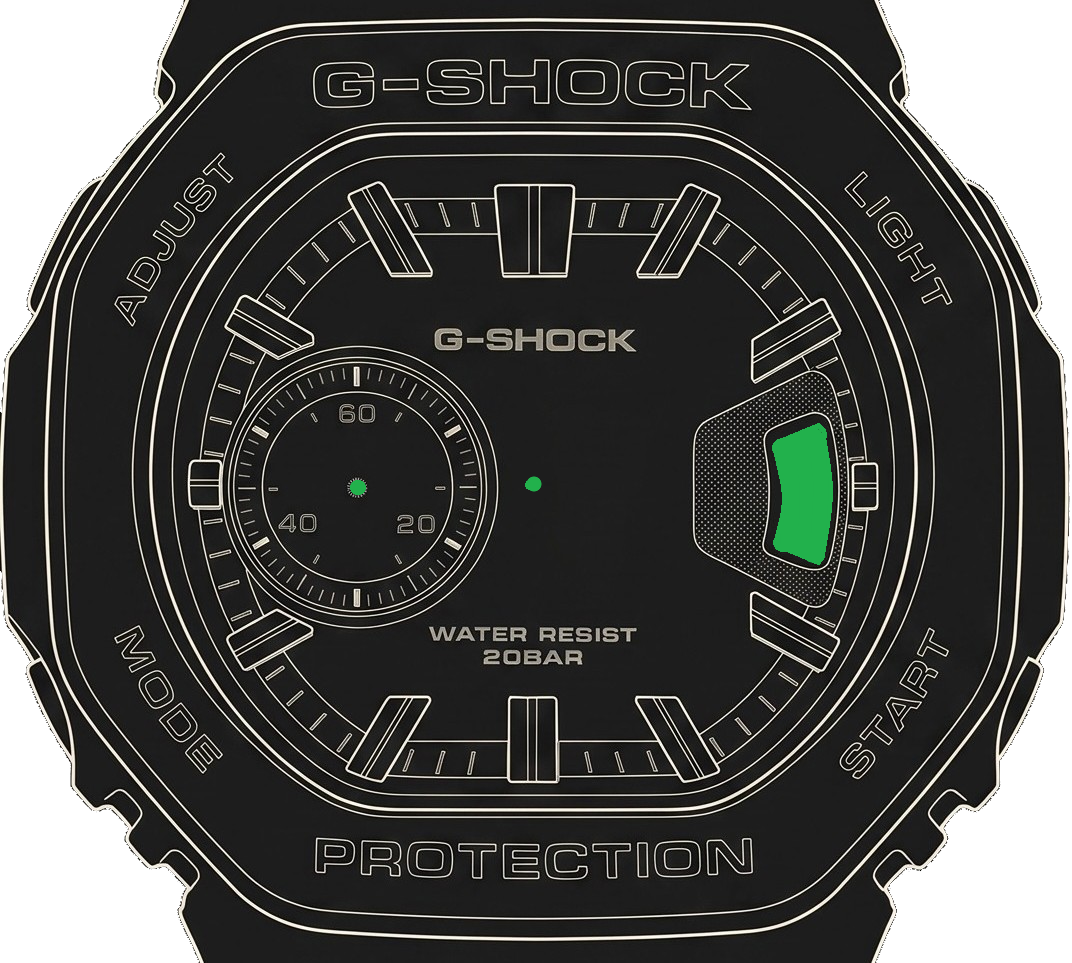 G-SHOCK
ADJUST
LIGHT
G-SHOCK
60
40
20
WATER RESIST
20BAR
MODE
START
PROTECTION